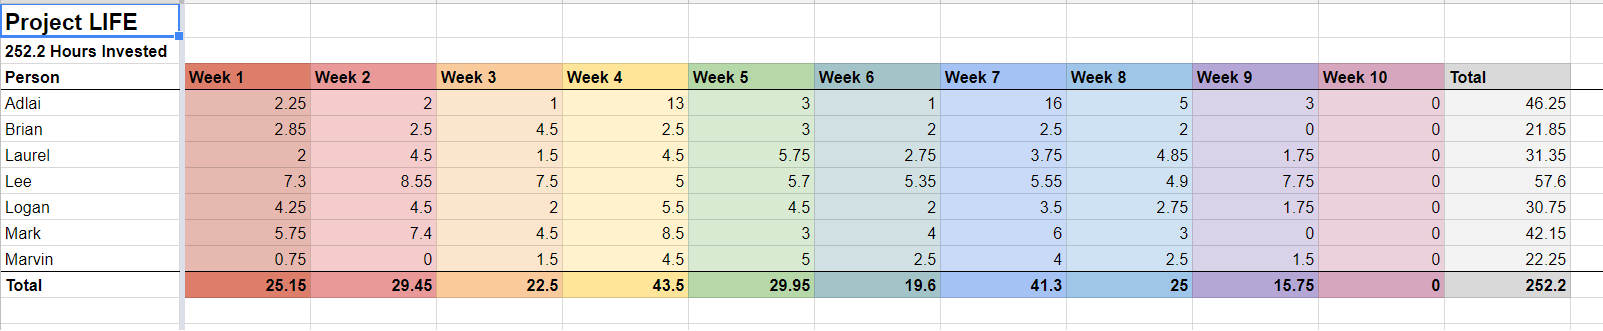 Project LIFE
252.2 Hours Invested
Person Week 1 Week 2 Week 3 Week 4 Week 5 Week 6 Week 7 Week 8 Week 9 Week 10 Total
Adlai 2.25 2 1 13 3 1 16 5 3 0 46.25
Brian 2.85 2.5 4.5 2.5 3 2 2.5 2 0 0 21.85
Laurel 2 4.5 1.5 4.5 5.75 2.75 3.75 4.85 1.75 0 31.35
Lee 7.3 8.55 7.5 5 5.7 5.35 5.55 4.9 7.75 0 57.6
Logan 4.25 4.5 2 5.5 4.5 2 3.5 2.75 1.75 0 30.75
Mark 5.75 7.4 4.5 8.5 3 4 6 3 0 0 42.15
Marvin 0.75 0 1.5 4.5 5 2.5 4 2.5 1.5 0 22.25
Total 25.15 29.45 22.5 43.5 29.95 19.6 41.3 25 15.75 0 252.2